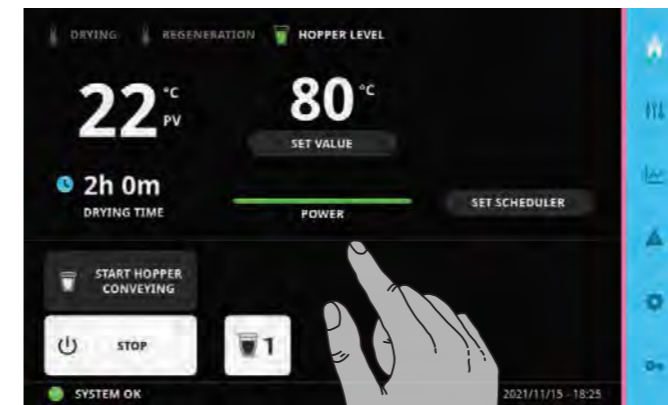 DRYING REGENERATION HOPPER LEVEL
22 °C PV
80 °C
SET VALUE
2h 0m
DRYING TIME
POWER
SET SCHEDULER
START HOPPER
CONVEYING
STOP
1
SYSTEM OK
2021/11/15 - 18:25